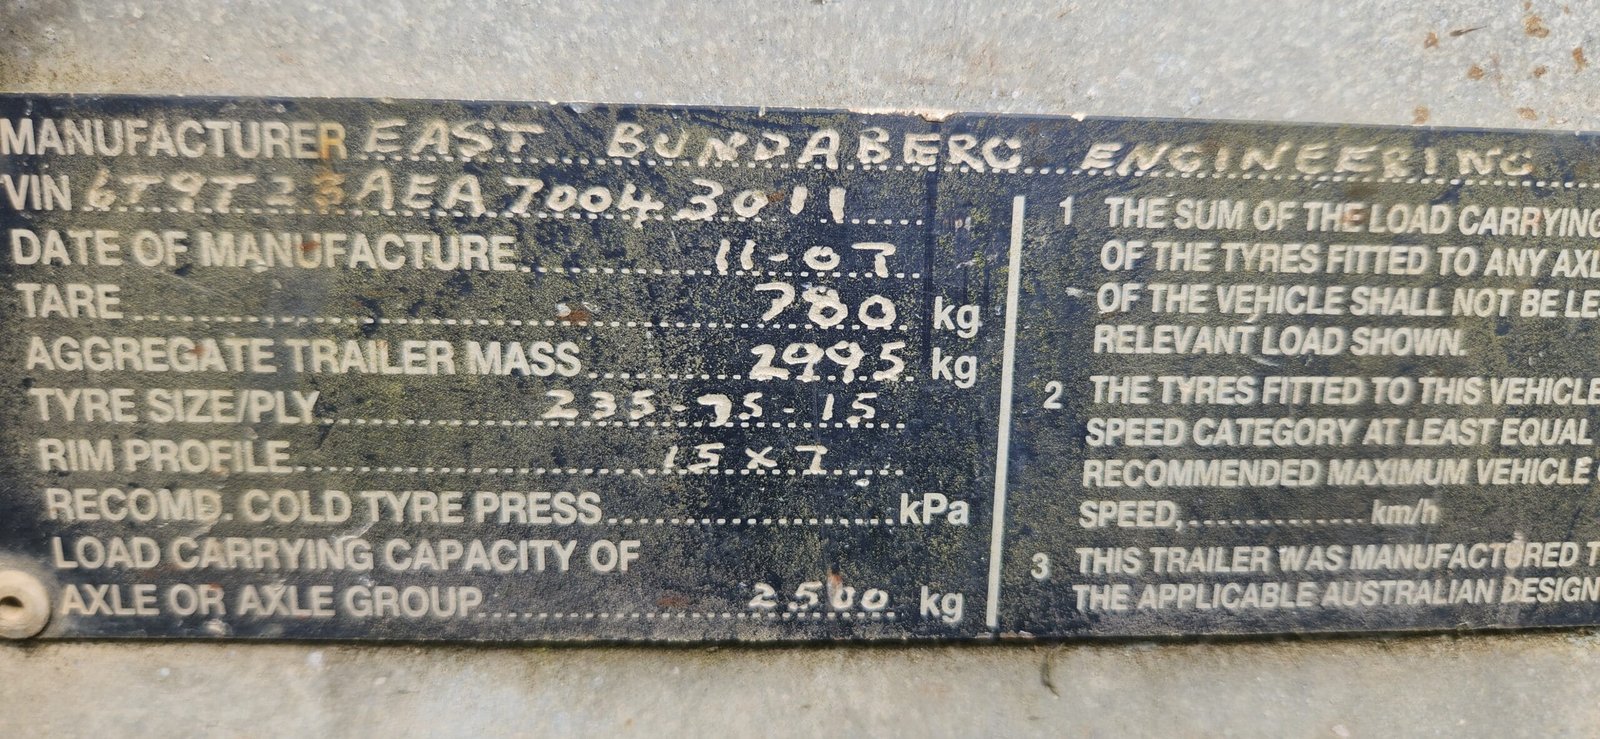 MANUFACTURER EAST BUNDABERG ENGINEERING
VIN 6T9T23AEA70043011
DATE OF MANUFACTURE 11-07
TARE 780 kg
AGGREGATE TRAILER MASS 2995 kg
TYRE SIZE/PLY 235-75-15
RIM PROFILE 15 x 7
RECOMD. COLD TYRE PRESS kPa
LOAD CARRYING CAPACITY OF
AXLE OR AXLE GROUP 2500 kg
1 THE SUM OF THE LOAD CARRYING
OF THE TYRES FITTED TO ANY AXL
OF THE VEHICLE SHALL NOT BE LE
RELEVANT LOAD SHOWN.
2 THE TYRES FITTED TO THIS VEHICLE
SPEED CATEGORY AT LEAST EQUAL
RECOMMENDED MAXIMUM VEHICLE
SPEED, km/h
3 THIS TRAILER WAS MANUFACTURED T
THE APPLICABLE AUSTRALIAN DESIGN